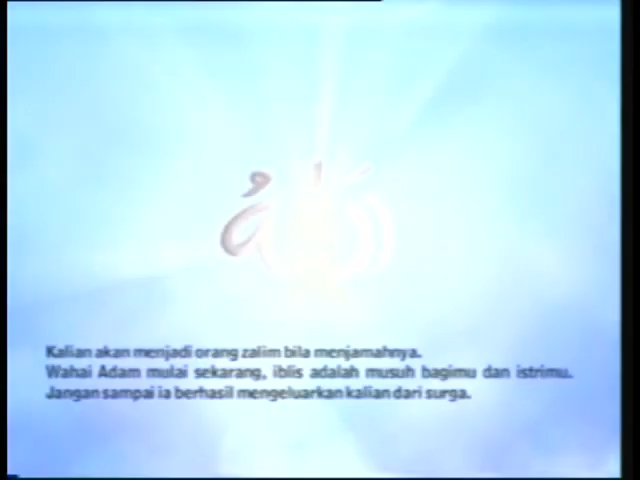 الله
Kalian akan menjadi orang zalim bila menjamahnya.
Wahai Adam mulai sekarang, iblis adalah musuh bagimu dan istrimu.
Jangan sampai ia berhasil mengeluarkan kalian dari surga.